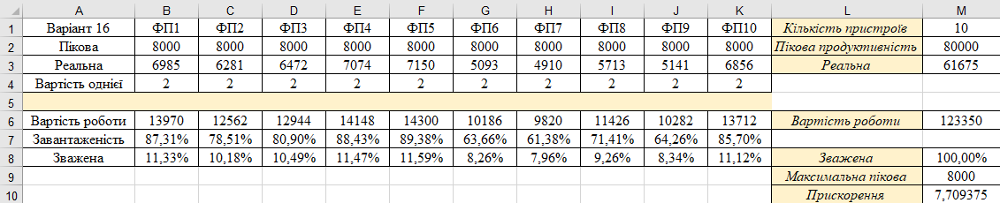 A B C D E F G H I J K L M
1 Варіант 16 ФП1 ФП2 ФП3 ФП4 ФП5 ФП6 ФП7 ФП8 ФП9 ФП10 Кількість пристроїв 10
2 Пікова 8000 8000 8000 8000 8000 8000 8000 8000 8000 8000 Пікова продуктивність 80000
3 Реальна 6985 6281 6472 7074 7150 5093 4910 5713 5141 6856 Реальна 61675
4 Вартість однієї 2 2 2 2 2 2 2 2 2 2
5
6 Вартість роботи 13970 12562 12944 14148 14300 10186 9820 11426 10282 13712 Вартість роботи 123350
7 Завантаженість 87,31% 78,51% 80,90% 88,43% 89,38% 63,66% 61,38% 71,41% 64,26% 85,70%
8 Зважена 11,33% 10,18% 10,49% 11,47% 11,59% 8,26% 7,96% 9,26% 8,34% 11,12% Зважена 100,00%
9 Максимальна пікова 8000
10 Прискорення 7,709375